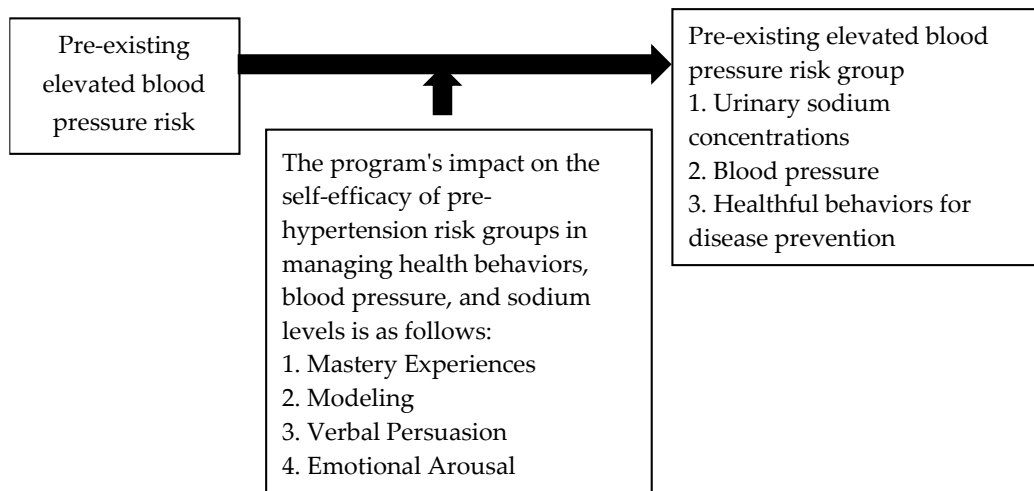 Pre-existing
elevated blood
pressure risk
The program's impact on the
self-efficacy of pre-
hypertension risk groups in
managing health behaviors,
blood pressure, and sodium
levels is as follows:
1. Mastery Experiences
2. Modeling
3. Verbal Persuasion
4. Emotional Arousal
Pre-existing elevated blood
pressure risk group
1. Urinary sodium
concentrations
2. Blood pressure
3. Healthful behaviors for
disease prevention